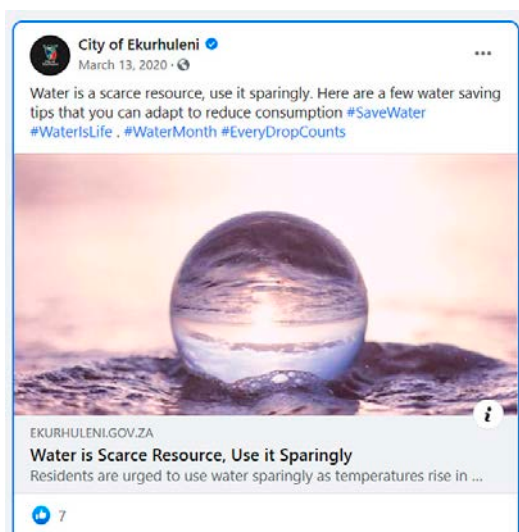 City of Ekurhuleni
March 13, 2020 ·
Water is a scarce resource, use it sparingly. Here are a few water saving
tips that you can adapt to reduce consumption #SaveWater
#WaterIsLife . #WaterMonth #EveryDropCounts
i
EKURHULENI.GOV.ZA
Water is Scarce Resource, Use it Sparingly
Residents are urged to use water sparingly as temperatures rise in ...
7